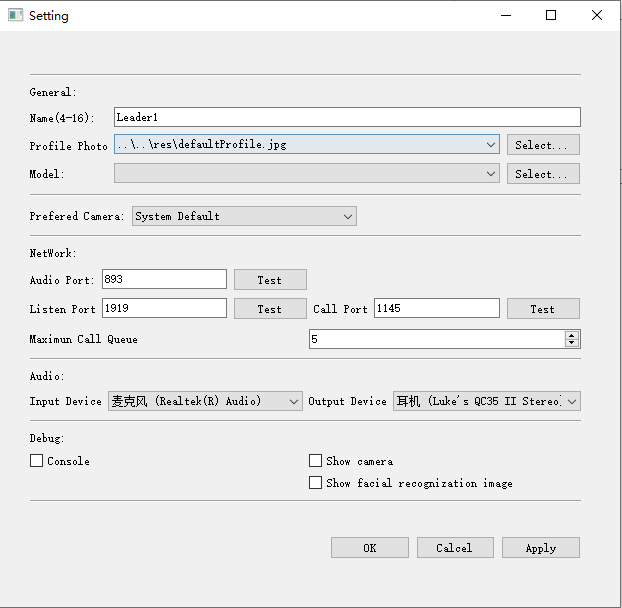 Setting
General:
Name(4-16): Leader1
Profile Photo ..\..\res\defaultProfile.jpg Select...
Model: Select...
Prefered Camera: System Default
NetWork:
Audio Port: 893 Test
Listen Port 1919 Test Call Port 1145 Test
Maximun Call Queue 5
Audio:
Input Device 麦克风 (Realtek(R) Audio) Output Device 耳机 (Luke's QC35 II Stereo)
Debug:
Console Show camera
Show facial recognization image
OK Calcel Apply